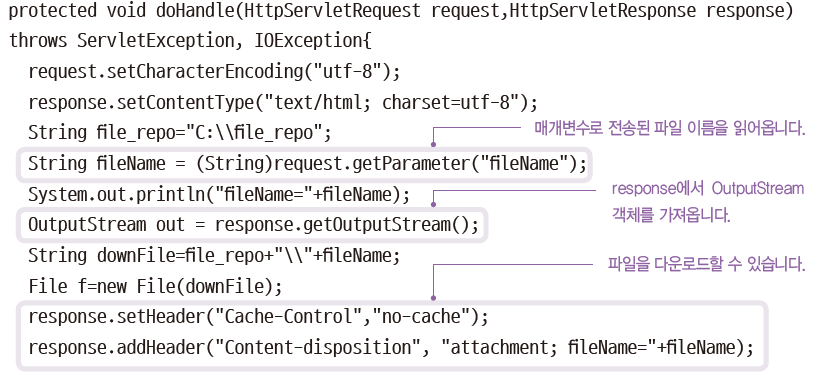 protected void doHandle(HttpServletRequest request,HttpServletResponse response)
throws ServletException, IOException{
request.setCharacterEncoding("utf-8");
response.setContentType("text/html; charset=utf-8");
String file_repo="C:\\file_repo";
매개변수로 전송된 파일 이름을 읽어옵니다.
String fileName = (String)request.getParameter("fileName");
System.out.println("fileName="+fileName);
response에서 OutputStream
객체를 가져옵니다.
OutputStream out = response.getOutputStream();
String downFile=file_repo+"\\"+fileName;
파일을 다운로드할 수 있습니다.
File f=new File(downFile);
response.setHeader("Cache-Control","no-cache");
response.addHeader("Content-disposition", "attachment; fileName="+fileName);